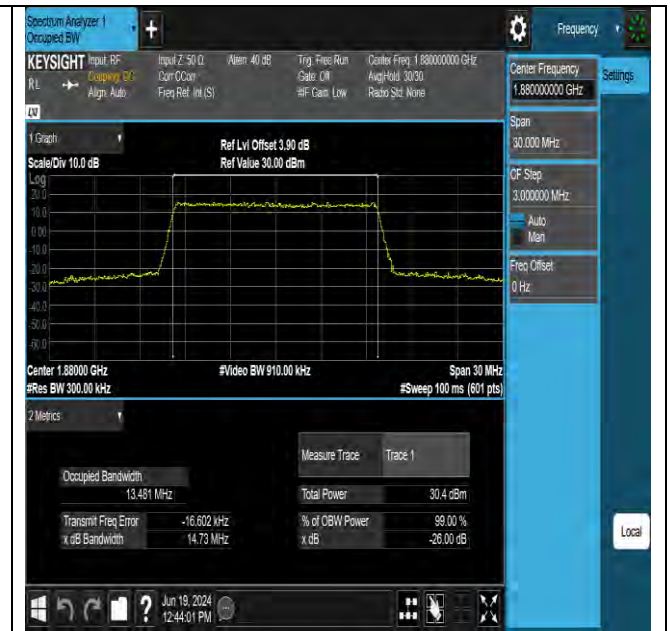 Spectrum Analyzer 1
Occupied BW
+
Frequency
KEYSIGHT Input: RF
Coupling: DC
Align: Auto
RL
LNI
Input Z: 50 Ω
Corr CCorr
Freq Ref: Int (S)
Atten: 40 dB
Trig: Free Run
Gate: Off
#IF Gain: Low
Center Freq: 1.880000000 GHz
Avg|Hold: 30/30
Radio Std: None
Center Frequency
1.880000000 GHz
Settings
Span
30.000 MHz
CF Step
3.000000 MHz
Auto
Man
Freq Offset
0 Hz
1 Graph
Scale/Div 10.0 dB
Ref Lvl Offset 3.90 dB
Ref Value 30.00 dBm
Log
20.0
10.0
0.00
-10.0
-20.0
-30.0
-40.0
-50.0
-60.0
Center 1.88000 GHz
#Video BW 910.00 kHz
Span 30 MHz
#Res BW 300.00 kHz
#Sweep 100 ms (601 pts)
2 Metrics
Measure Trace
Trace 1
Occupied Bandwidth
13.481 MHz
Total Power
30.4 dBm
Transmit Freq Error
-16.602 kHz
% of OBW Power
99.00 %
x dB Bandwidth
14.73 MHz
x dB
-26.00 dB
Local
?
Jun 19, 2024
12:44:01 PM